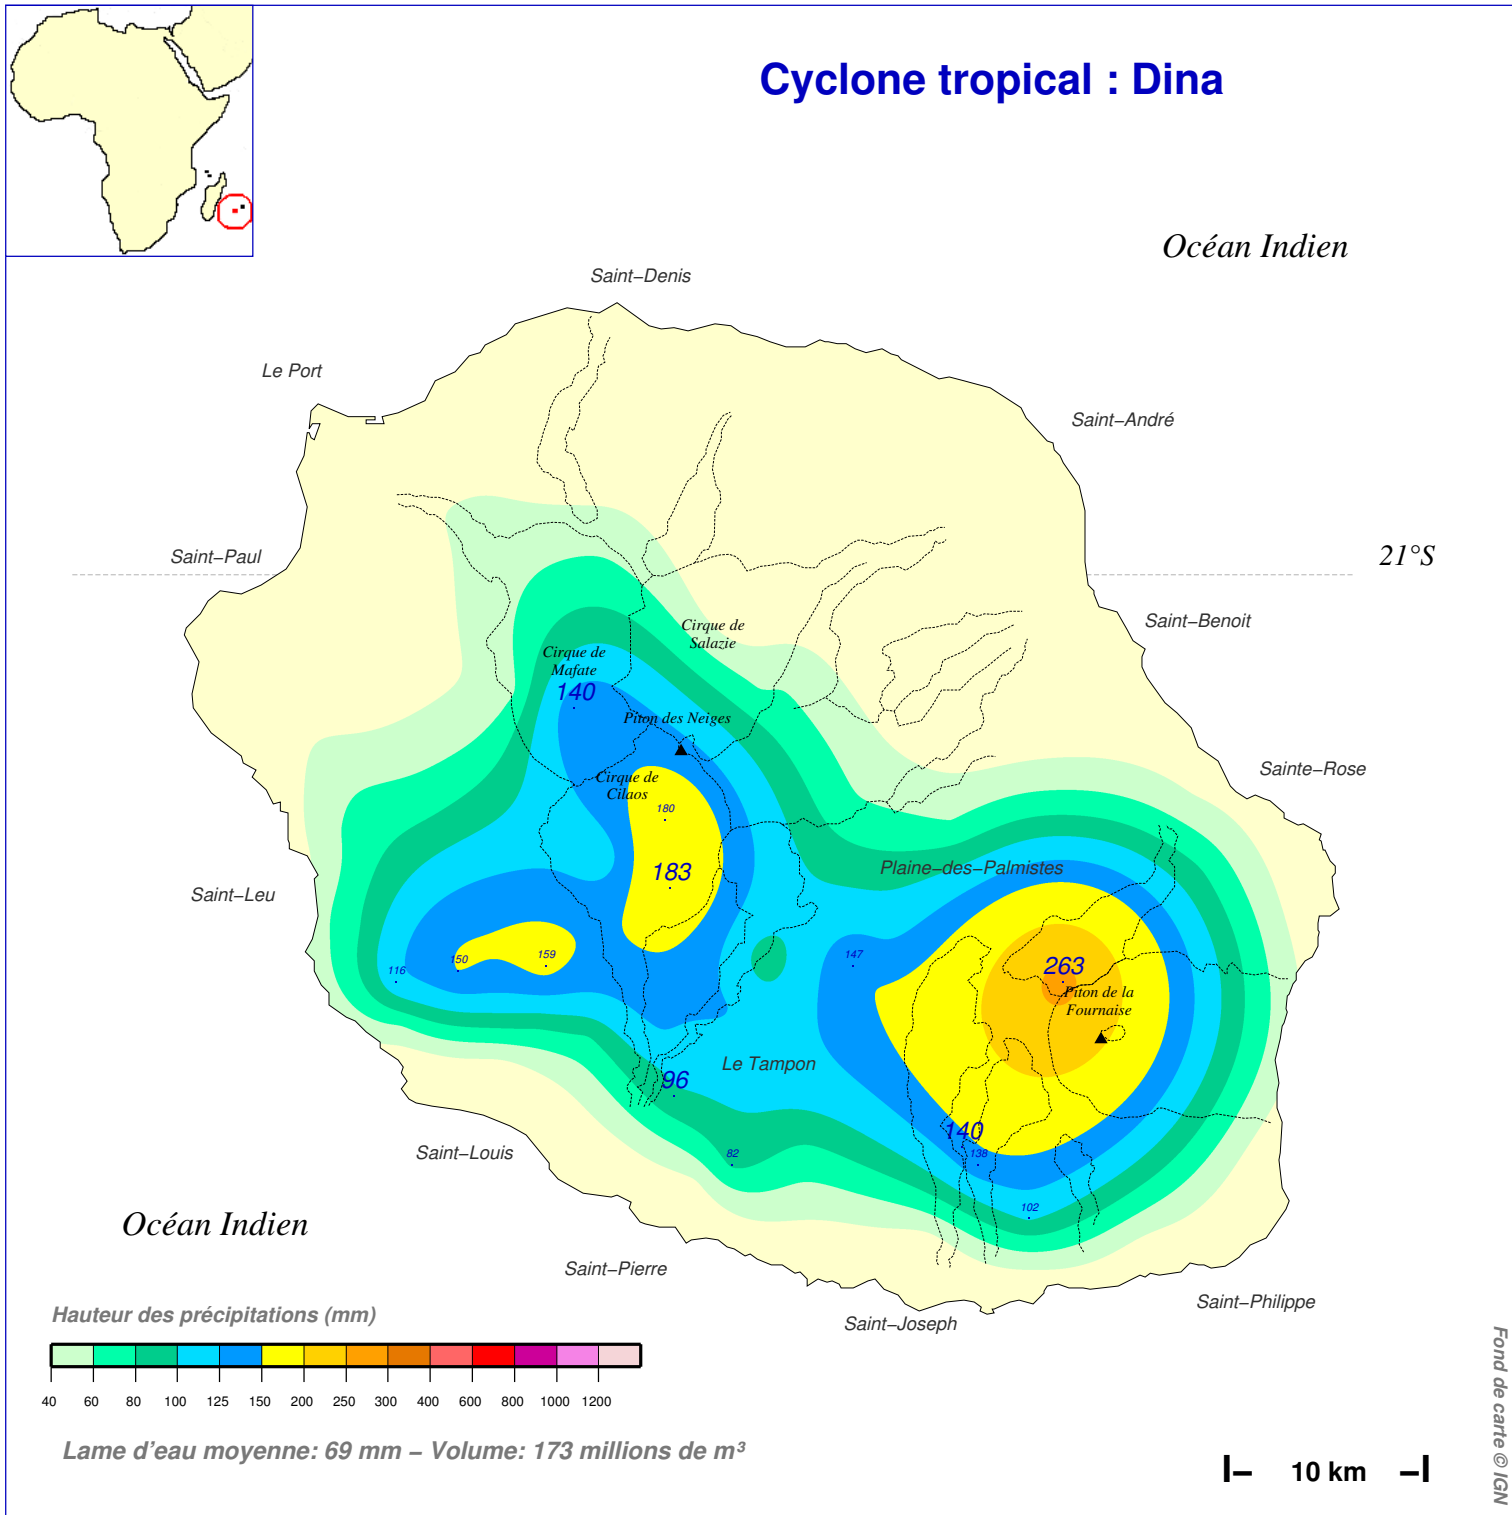 Cyclone tropical : Dina
Océan Indien
Saint–Denis
Le Port
Saint–André
Saint–Paul
21°S
Saint–Benoit
Cirque de
Salazie
Cirque de
Mafate
140
Piton des Neiges
Sainte–Rose
Cirque de
Cilaos
180
183
Plaine–des–Palmistes
Saint–Leu
159
150
116
147
263
Piton de la
Fournaise
Le Tampon
96
140
138
82
Saint–Louis
102
Océan Indien
Saint–Pierre
Saint–Philippe
Saint–Joseph
Hauteur des précipitations (mm)
40 60 80 100 125 150 200 250 300 400 600 800 1000 1200
Lame d'eau moyenne: 69 mm – Volume: 173 millions de m³
10 km
Fond de carte © IGN